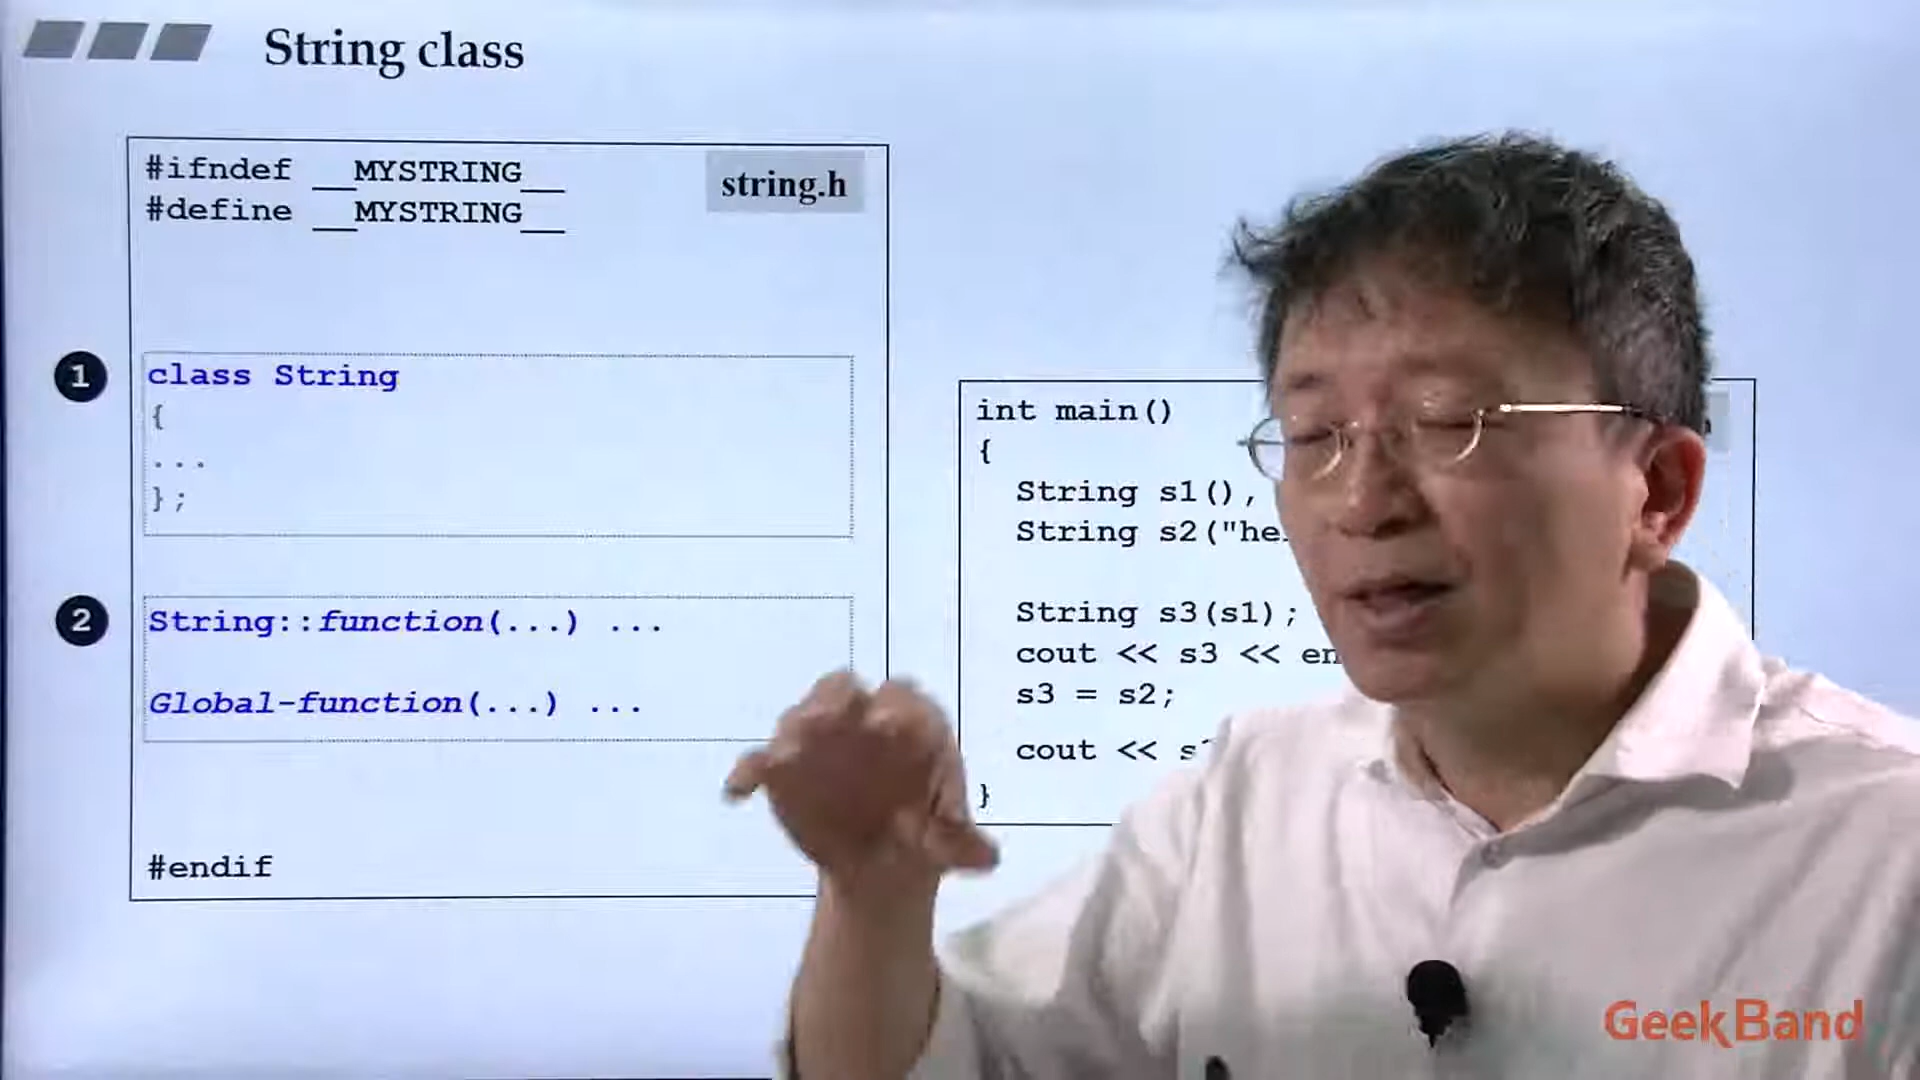 String class
#ifndef __MYSTRING__
#define __MYSTRING__
string.h
1
class String
{
...
};
2
String::function(...) ...
Global-function(...) ...
#endif
int main()
{
String s1(),
String s2("he
String s3(s1);
cout << s3 << en
s3 = s2;
cout << s
}
GeekBand